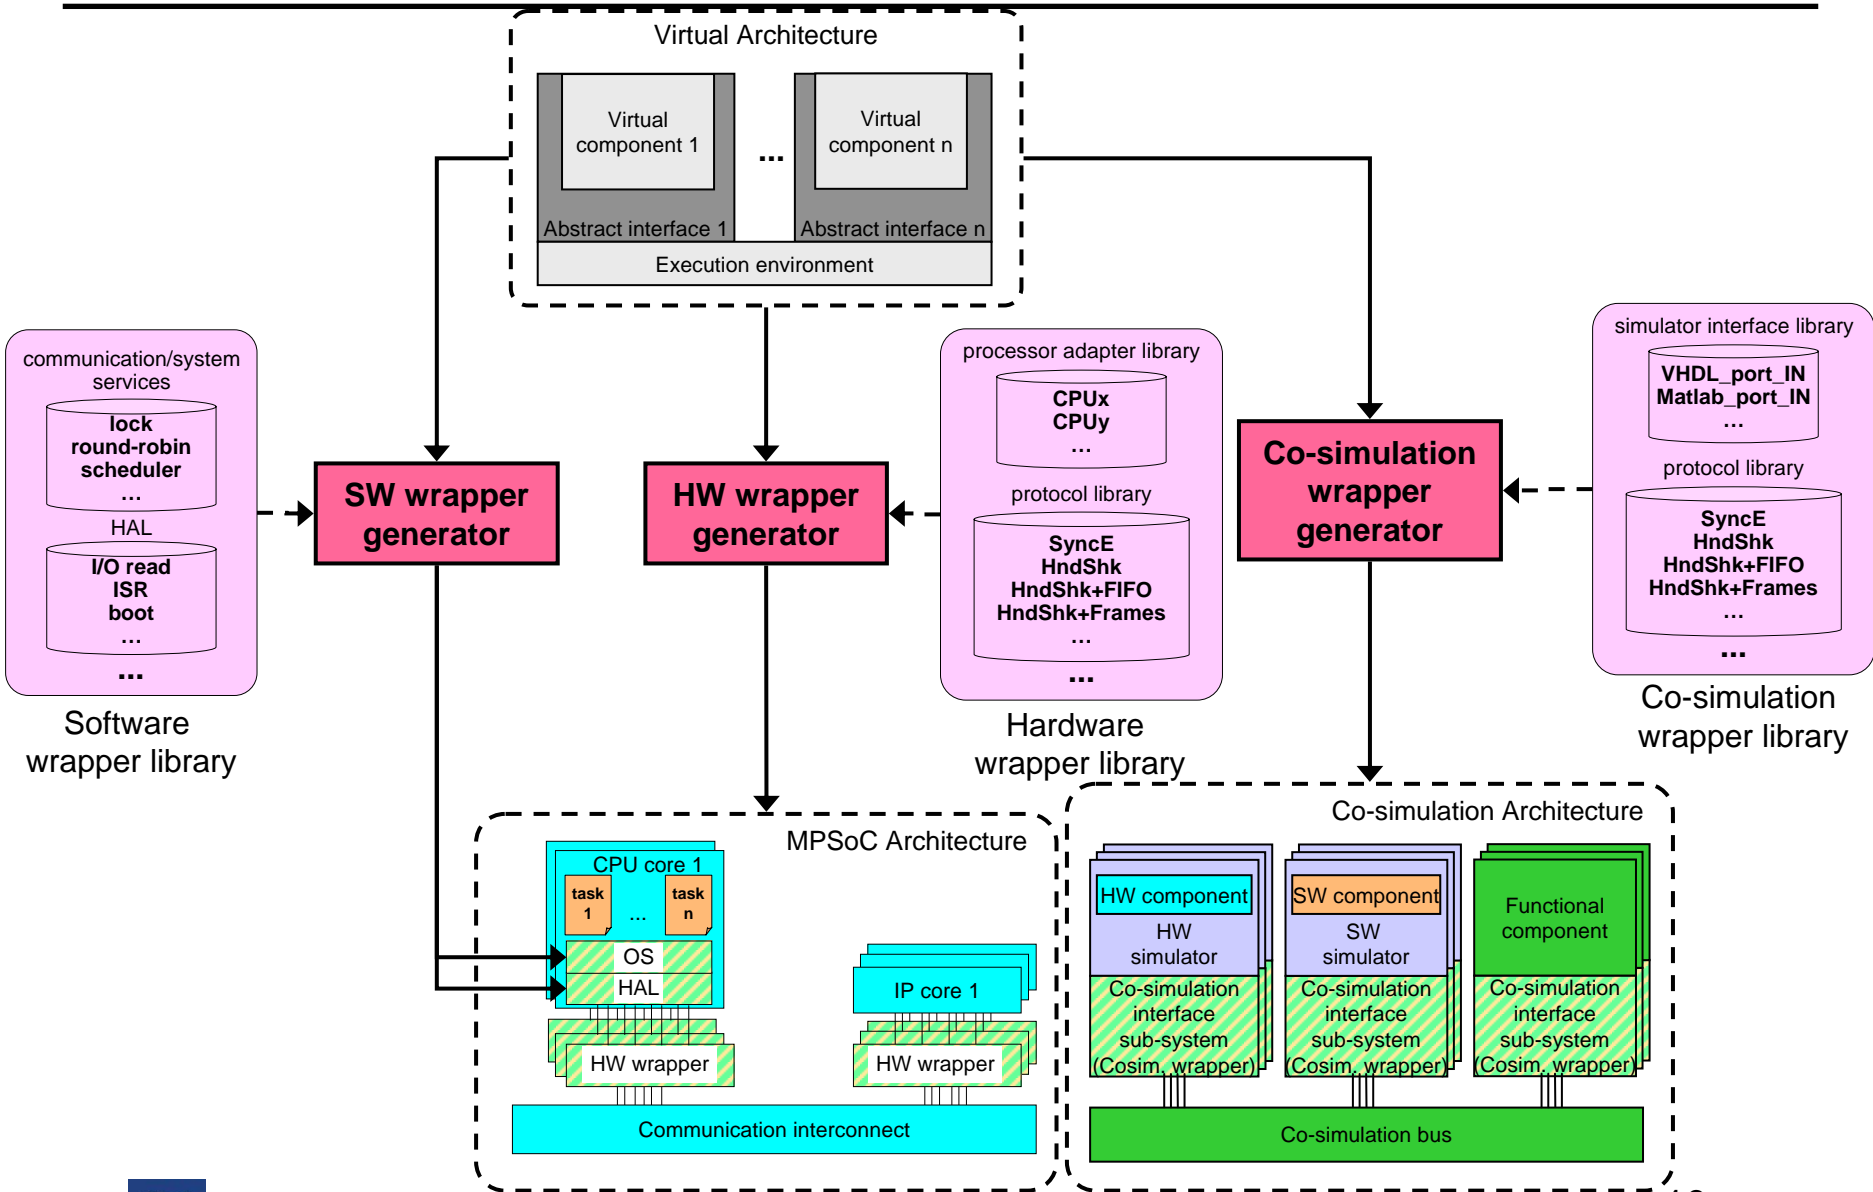 Virtual Architecture
Virtual
component 1
...
Virtual
component n
Abstract interface 1
Abstract interface n
Execution environment
communication/system
services
lock
round-robin
scheduler
...
HAL
I/O read
ISR
boot
...
...
Software
wrapper library
SW wrapper
generator
HW wrapper
generator
processor adapter library
CPUx
CPUy
...
protocol library
SyncE
HndShk
HndShk+FIFO
HndShk+Frames
...
...
Hardware
wrapper library
Co-simulation
wrapper
generator
simulator interface library
VHDL_port_IN
Matlab_port_IN
...
protocol library
SyncE
HndShk
HndShk+FIFO
HndShk+Frames
...
...
Co-simulation
wrapper library
MPSoC Architecture
CPU core 1
task
1
...
task
n
OS
HAL
HW wrapper
IP core 1
HW wrapper
Communication interconnect
Co-simulation Architecture
HW component
HW
simulator
Co-simulation
interface
sub-system
(Cosim. wrapper)
SW component
SW
simulator
Co-simulation
interface
sub-system
(Cosim. wrapper)
Functional
component
Co-simulation
interface
sub-system
(Cosim. wrapper)
Co-simulation bus